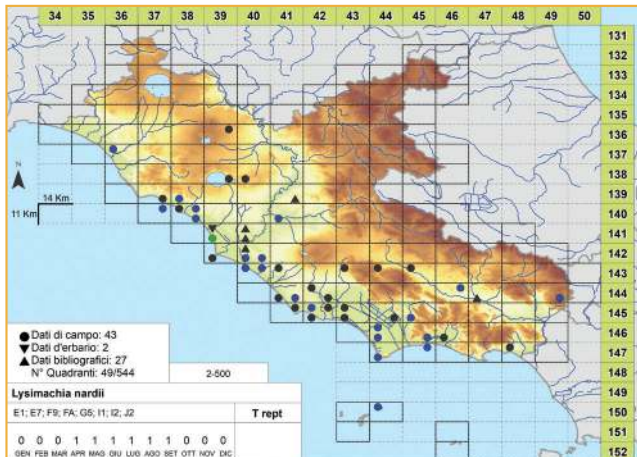 34 35 36 37 38 39 40 41 42 43 44 45 46 47 48 49 50
131
132
133
134
135
136
137
138
139
140
141
142
143
144
145
146
147
148
149
150
151
152
N
14 Km
11 Km
Dati di campo: 43
Dati d'erbario: 2
Dati bibliografici: 27
N° Quadranti: 49/544
2-500
Lysimachia nardii
E1; E7; F9; FA; G5; I1; I2; J2
T rept
0 0 0 1 1 1 1 1 1 0 0 0
GEN FEB MAR APR MAG GIU LUG AGO SET OTT NOV DIC